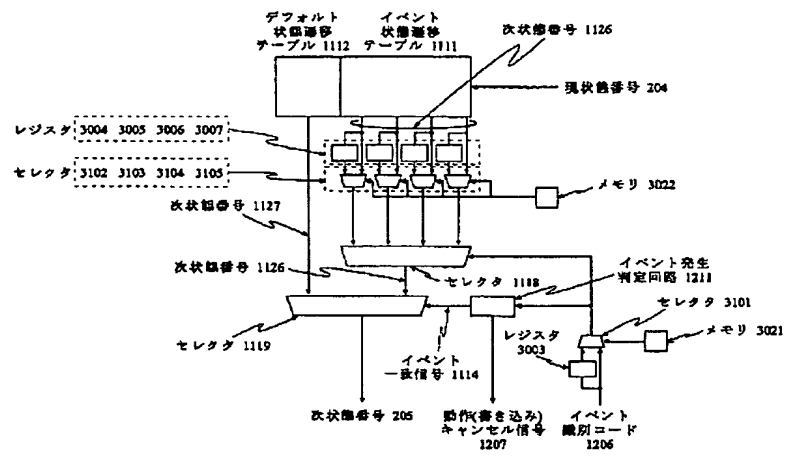 デフォルト
状態遷移
テーブル 1112
イベント
状態遷移
テーブル 1111
次状態番号 1126
現状態番号 204
レジスタ 3004 3005 3006 3007
セレクタ 3102 3103 3104 3105
メモリ 3022
次状態番号 1127
次状態番号 1126
セレクタ 1118
イベント発生
判定回路 1211
セレクタ 3101
メモリ 3021
レジスタ
3003
セレクタ 1119
イベント
一致信号 1114
次状態番号 205
動作(書き込み)
キャンセル信号
1207
イベント
識別コード
1206